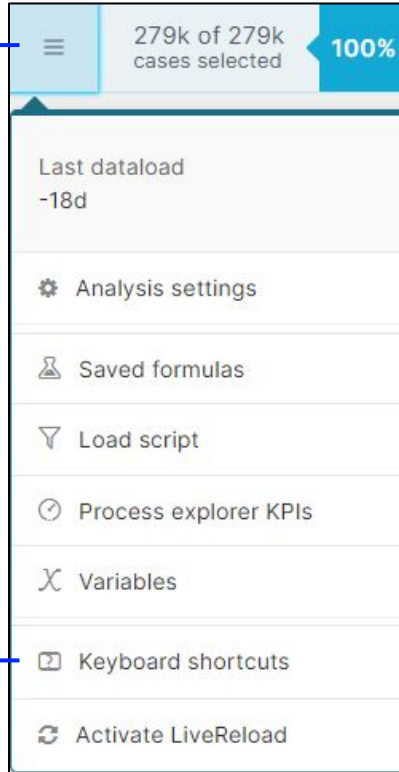 279k of 279k
cases selected
100%
Last dataload
-18d
Analysis settings
Saved formulas
Load script
Process explorer KPIs
Variables
Keyboard shortcuts
Activate LiveReload